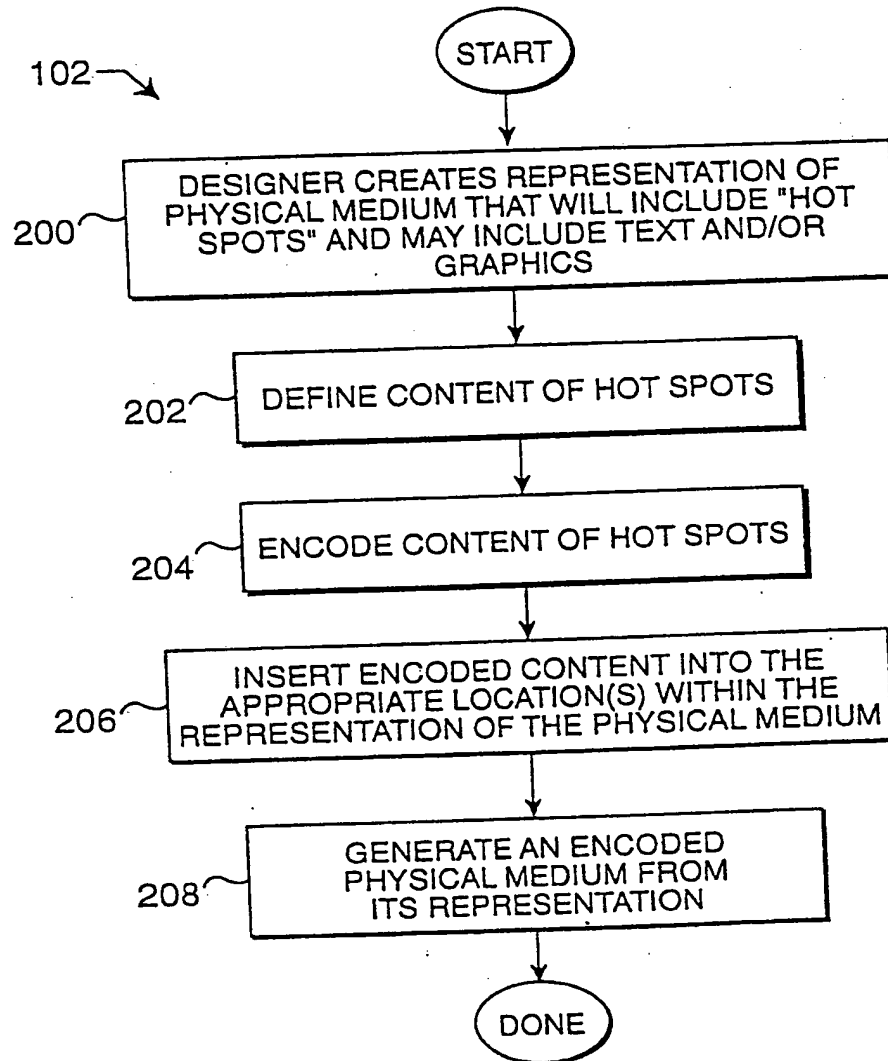 START
102
DESIGNER CREATES REPRESENTATION OF
PHYSICAL MEDIUM THAT WILL INCLUDE "HOT
SPOTS" AND MAY INCLUDE TEXT AND/OR
GRAPHICS
200
DEFINE CONTENT OF HOT SPOTS
202
ENCODE CONTENT OF HOT SPOTS
204
INSERT ENCODED CONTENT INTO THE
APPROPRIATE LOCATION(S) WITHIN THE
REPRESENTATION OF THE PHYSICAL MEDIUM
206
GENERATE AN ENCODED
PHYSICAL MEDIUM FROM
ITS REPRESENTATION
208
DONE